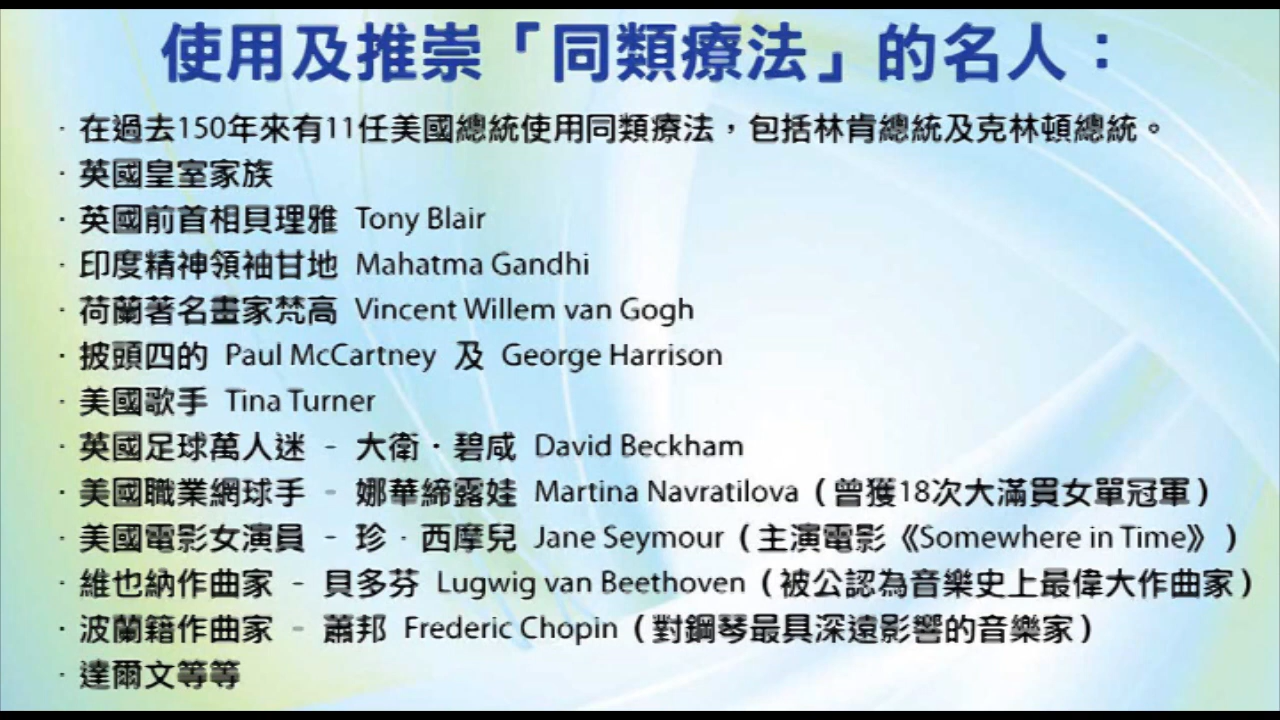 使用及推崇「同類療法」的名人：
· 在過去150年來有11任美國總統使用同類療法，包括林肯總統及克林頓總統。
· 英國皇室家族
· 英國前首相貝理雅 Tony Blair
· 印度精神領袖甘地 Mahatma Gandhi
· 荷蘭著名畫家梵高 Vincent Willem van Gogh
· 披頭四的 Paul McCartney 及 George Harrison
· 美國歌手 Tina Turner
· 英國足球萬人迷 - 大衛·碧咸 David Beckham
· 美國職業網球手 - 娜華締露娃 Martina Navratilova（曾獲18次大滿貫女單冠軍）
· 美國電影女演員 - 珍·西摩兒 Jane Seymour（主演電影《Somewhere in Time》）
· 維也納作曲家 - 貝多芬 Lugwig van Beethoven（被公認為音樂史上最偉大作曲家）
· 波蘭籍作曲家 - 蕭邦 Frederic Chopin（對鋼琴最具深遠影響的音樂家）
· 達爾文等等